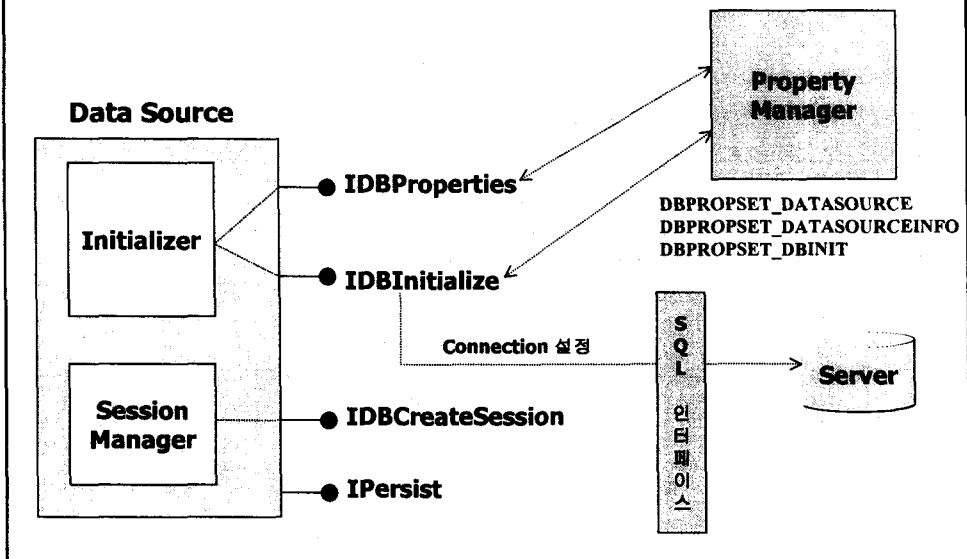 Data Source
Initializer
Session
Manager
IDBProperties
IDBInitialize
Connection 설정
IDBCreateSession
IPersist
Property
Manager
DBPROPSET_DATASOURCE
DBPROPSET_DATASOURCEINFO
DBPROPSET_DBINIT
SQL 인터페이스
Server